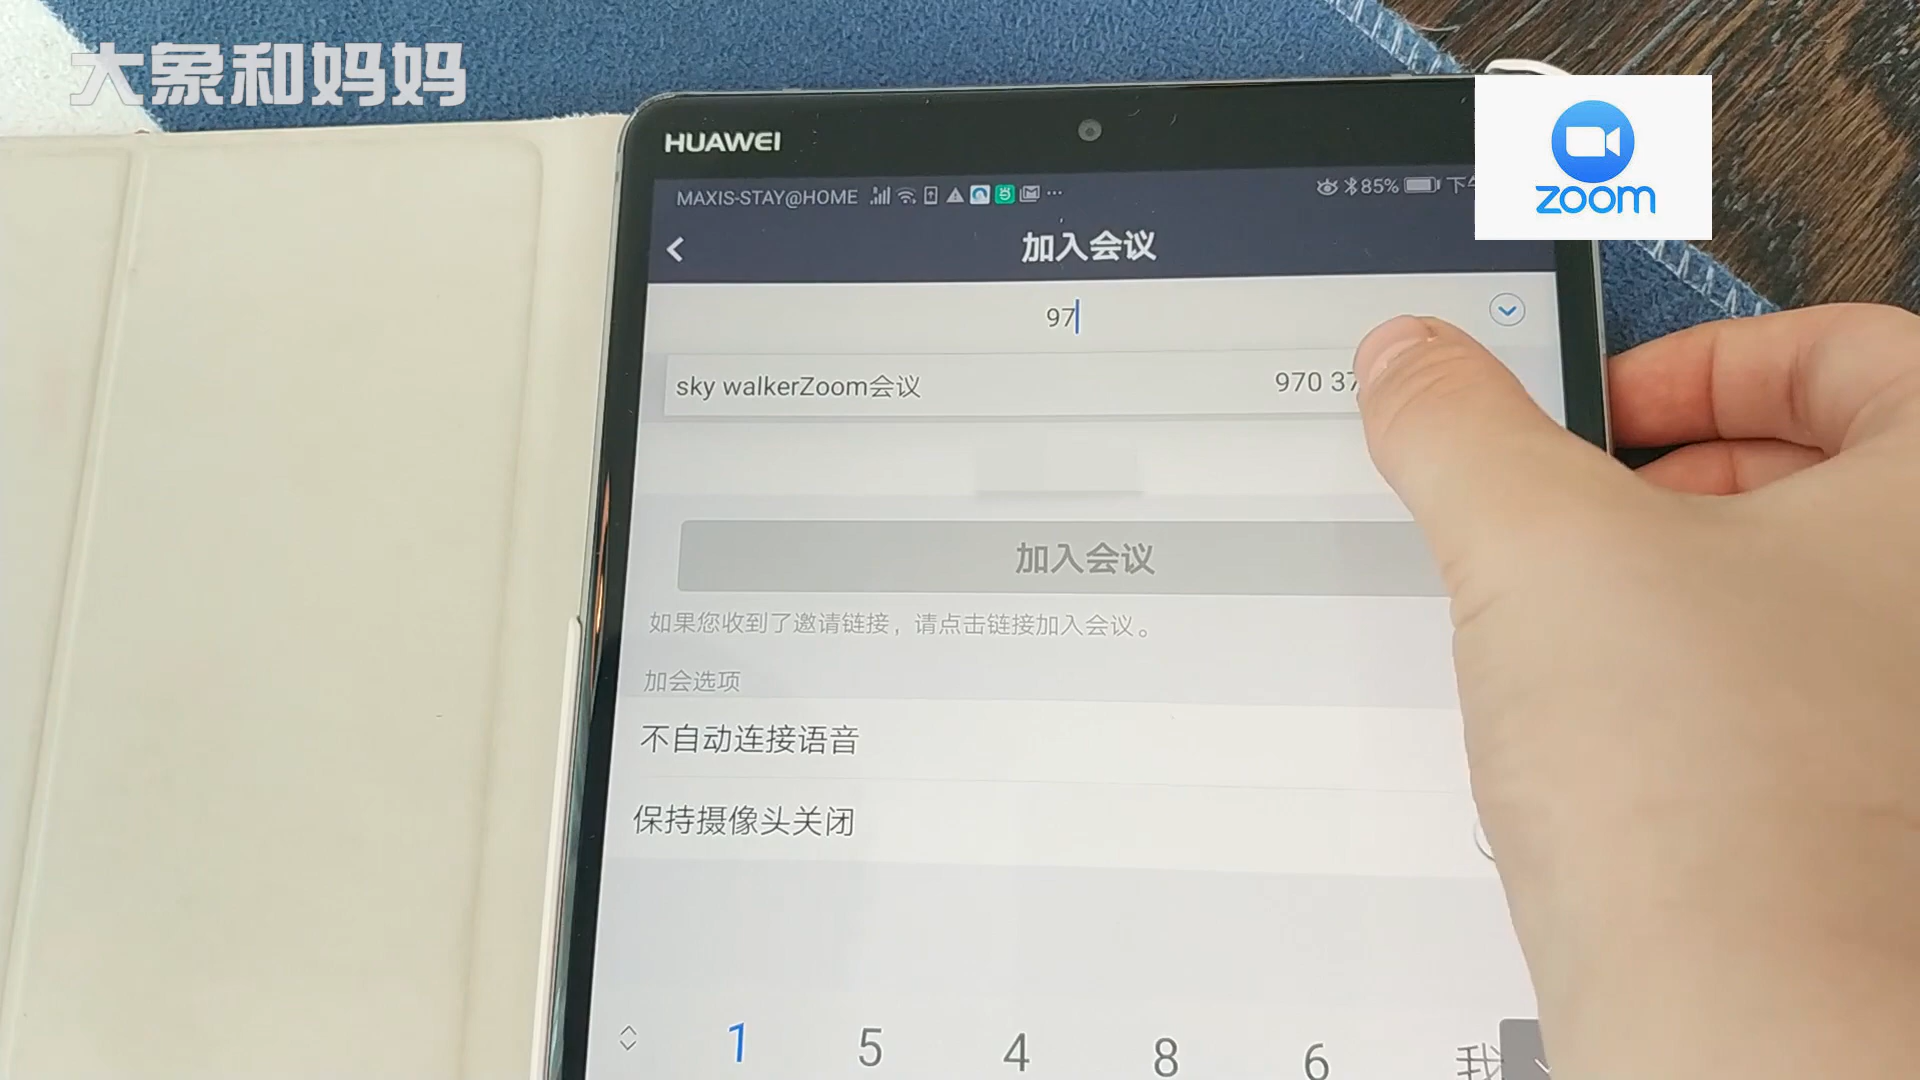 大象和妈妈
HUAWEI
zoom
MAXIS-STAY@HOME
85%
加入会议
97
sky walkerZoom会议 970 37
加入会议
如果您收到了邀请链接，请点击链接加入会议。
加会选项
不自动连接语音
保持摄像头关闭
1 5 4 8 6 我